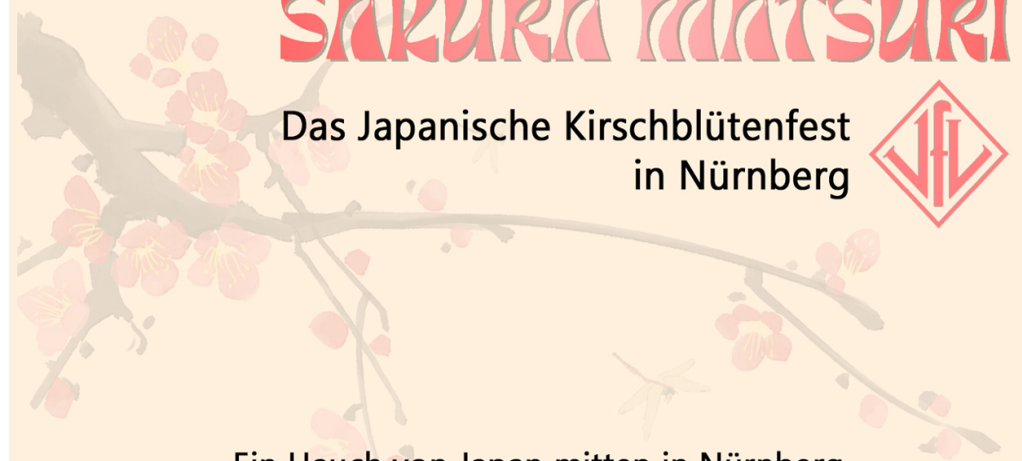 SAKURA MATSURI
Das Japanische Kirschblütenfest
in Nürnberg
VfL
Ein Hauch von Japan mitten in Nürnberg